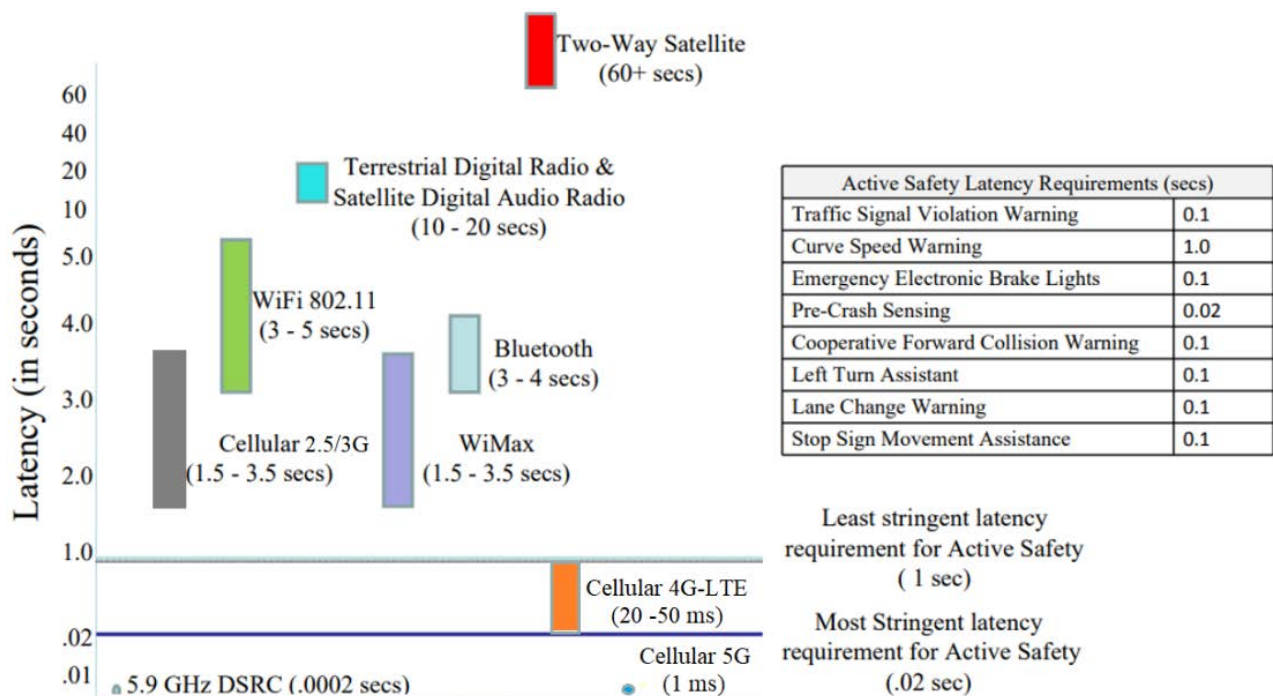 Two-Way Satellite
(60+ secs)
60
40
20
10
5.0
4.0
3.0
2.0
1.0
.02
.01
Latency (in seconds)
Terrestrial Digital Radio &
Satellite Digital Audio Radio
(10 - 20 secs)
WiFi 802.11
(3 - 5 secs)
Bluetooth
(3 - 4 secs)
Cellular 2.5/3G
(1.5 - 3.5 secs)
WiMax
(1.5 - 3.5 secs)
Cellular 4G-LTE
(20 -50 ms)
Cellular 5G
(1 ms)
5.9 GHz DSRC (.0002 secs)
Active Safety Latency Requirements (secs)
Traffic Signal Violation Warning 0.1
Curve Speed Warning 1.0
Emergency Electronic Brake Lights 0.1
Pre-Crash Sensing 0.02
Cooperative Forward Collision Warning 0.1
Left Turn Assistant 0.1
Lane Change Warning 0.1
Stop Sign Movement Assistance 0.1
Least stringent latency
requirement for Active Safety
( 1 sec)
Most Stringent latency
requirement for Active Safety
(.02 sec)